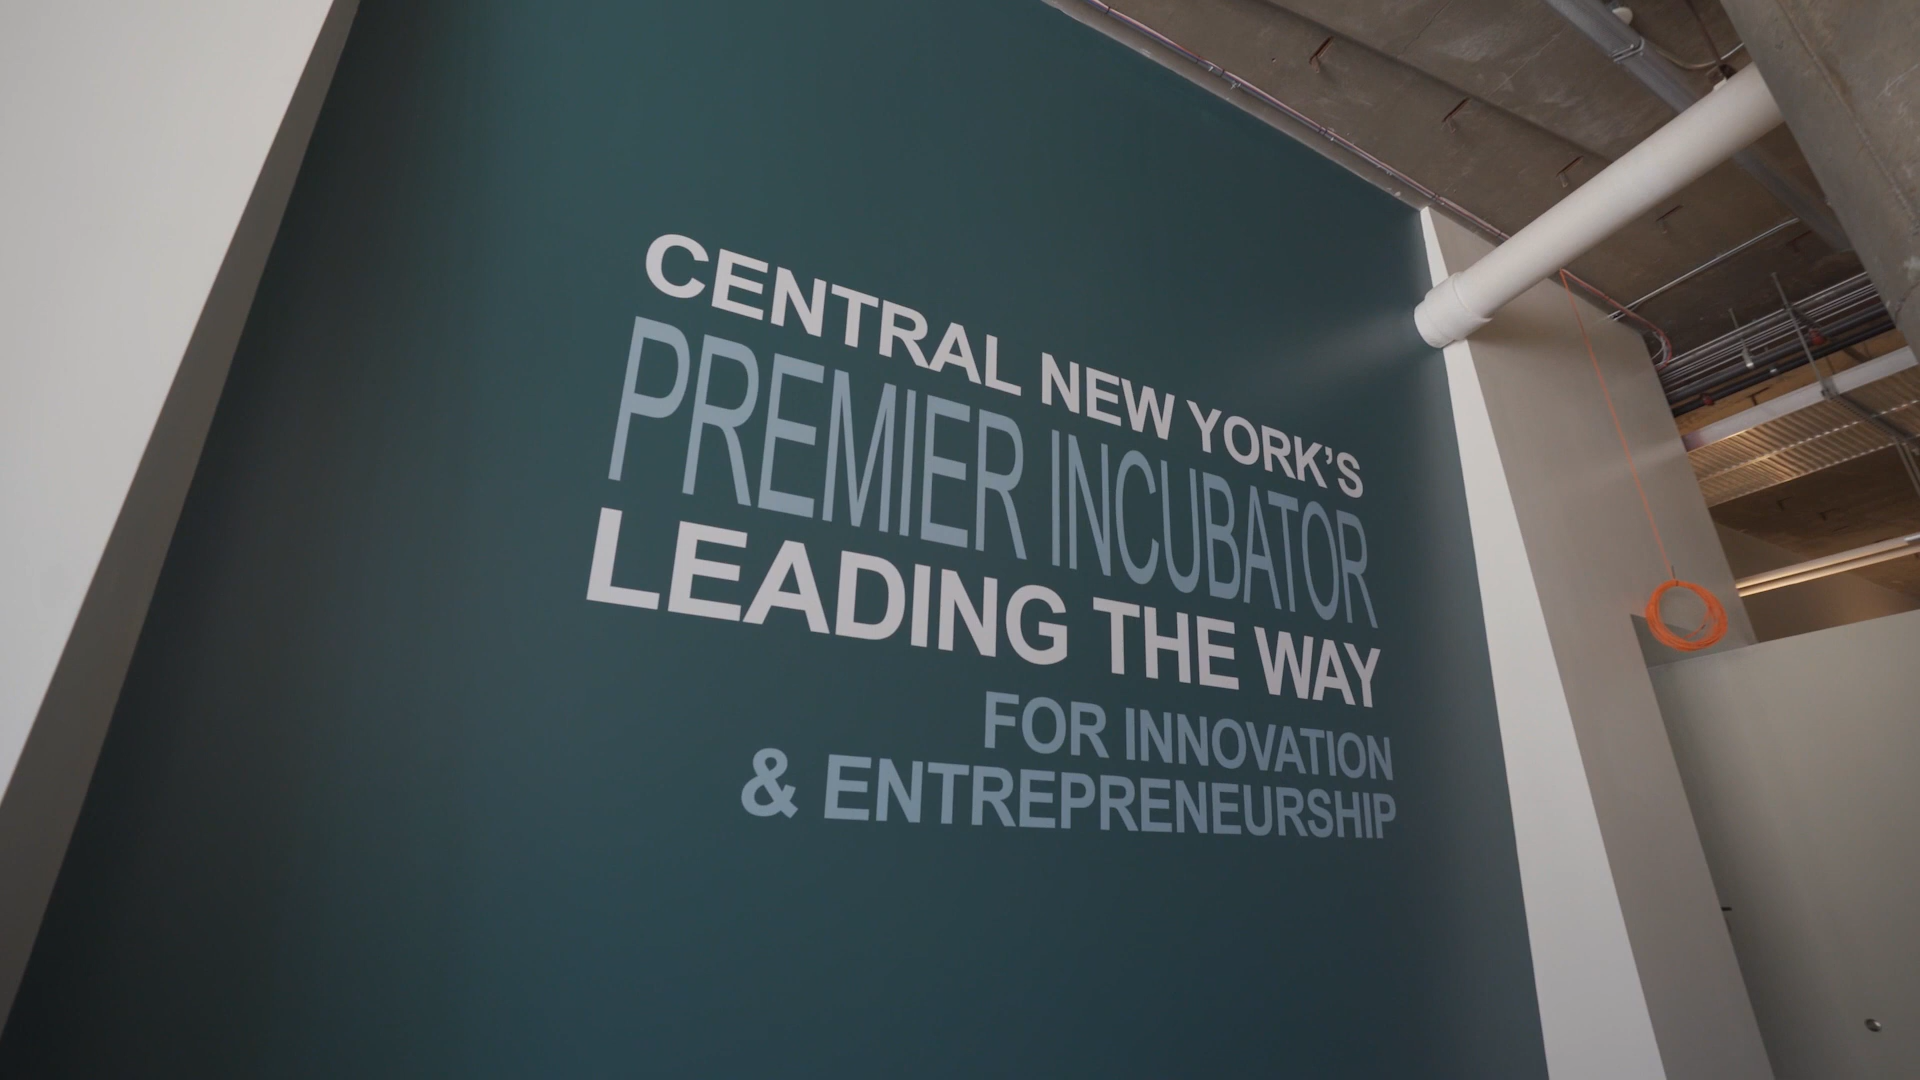 CENTRAL NEW YORK'S
PREMIER INCUBATOR
LEADING THE WAY
FOR INNOVATION
& ENTREPRENEURSHIP